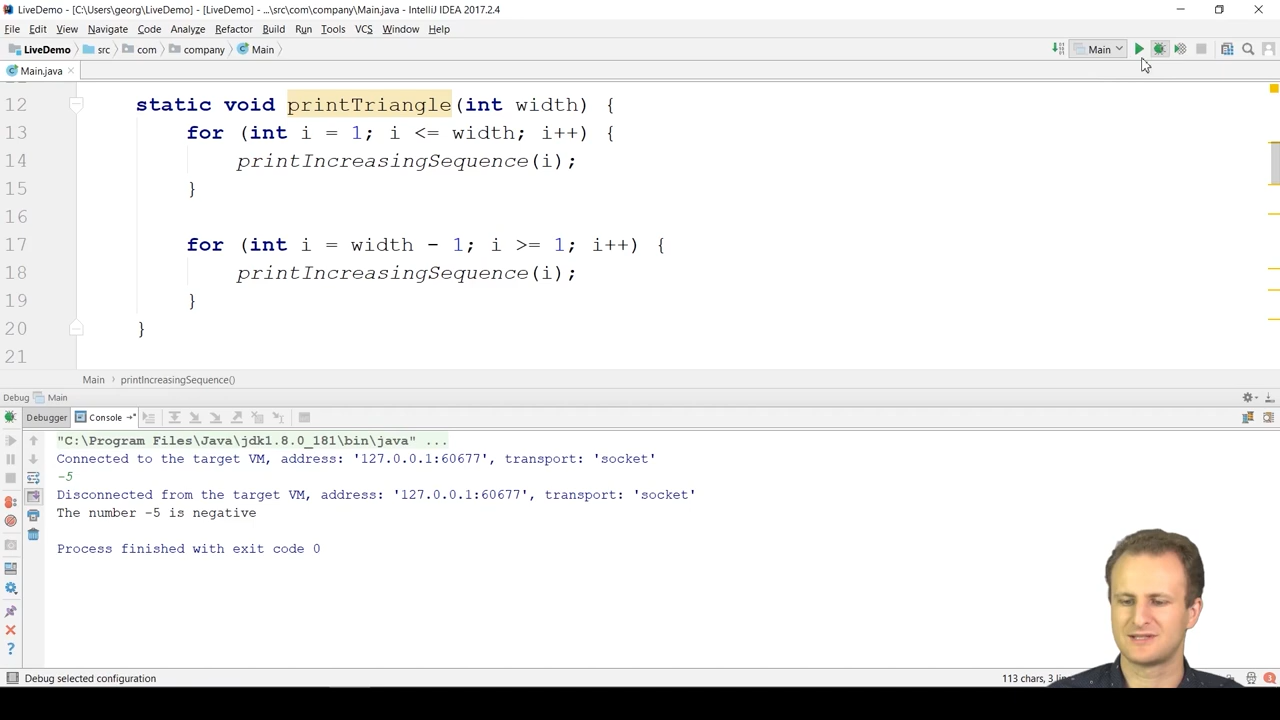 LiveDemo - [C:\Users\georg\LiveDemo] - [LiveDemo] - ...\src\com\company\Main.java - IntelliJ IDEA 2017.2.4
File Edit View Navigate Code Analyze Refactor Build Run Tools VCS Window Help
LiveDemo src com company Main Main
Main.java
12 static void printTriangle(int width) {
13 for (int i = 1; i <= width; i++) {
14 printIncreasingSequence(i);
15 }
16
17 for (int i = width - 1; i >= 1; i++) {
18 printIncreasingSequence(i);
19 }
20 }
21
Main printIncreasingSequence()
Debug Main
Debugger Console
"C:\Program Files\Java\jdk1.8.0_181\bin\java" ...
Connected to the target VM, address: '127.0.0.1:60677', transport: 'socket'
-5
Disconnected from the target VM, address: '127.0.0.1:60677', transport: 'socket'
The number -5 is negative
Process finished with exit code 0
Debug selected configuration 113 chars, 3